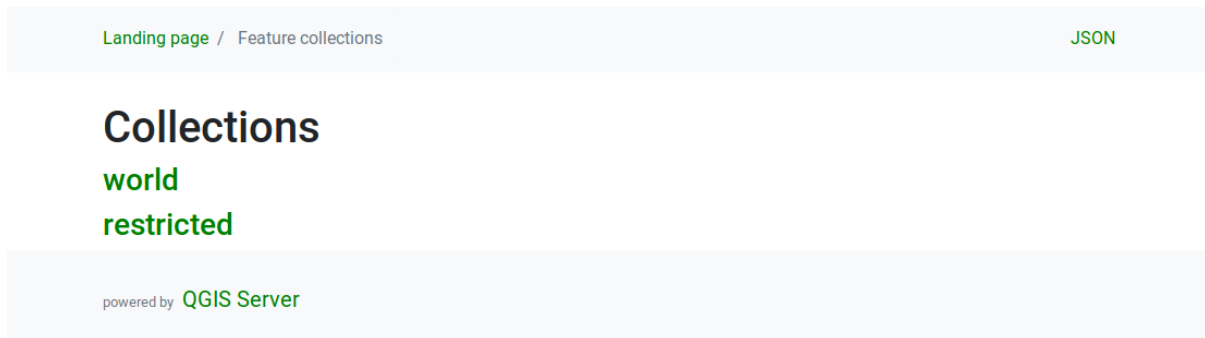 Landing page / Feature collections JSON
Collections
world
restricted
powered by QGIS Server